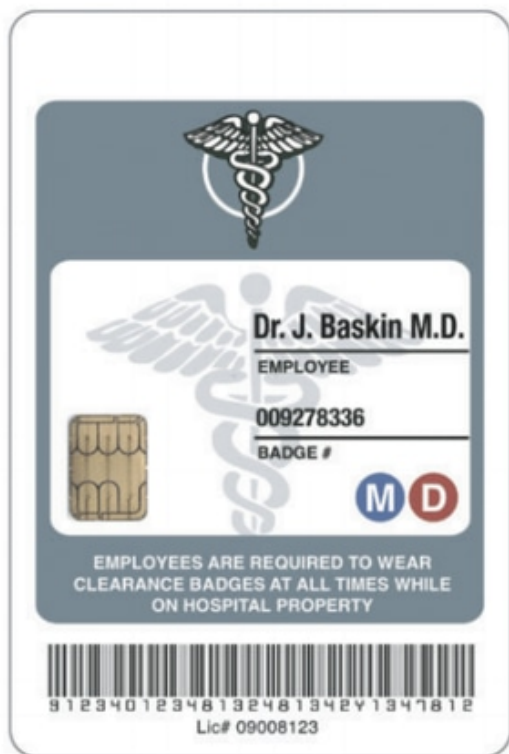 Dr. J. Baskin M.D.
EMPLOYEE
009278336
BADGE #
M D
EMPLOYEES ARE REQUIRED TO WEAR
CLEARANCE BADGES AT ALL TIMES WHILE
ON HOSPITAL PROPERTY
91234012348132481342Y1347812
Lic# 09008123